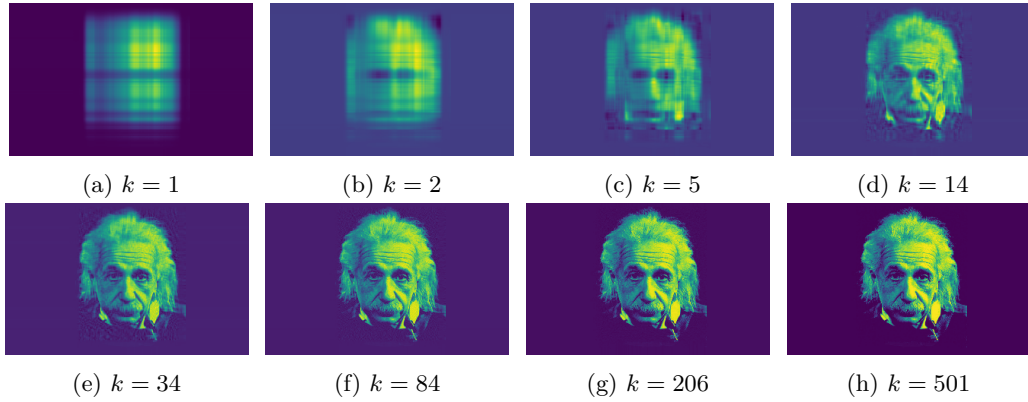 (a) k = 1
(b) k = 2
(c) k = 5
(d) k = 14
(e) k = 34
(f) k = 84
(g) k = 206
(h) k = 501